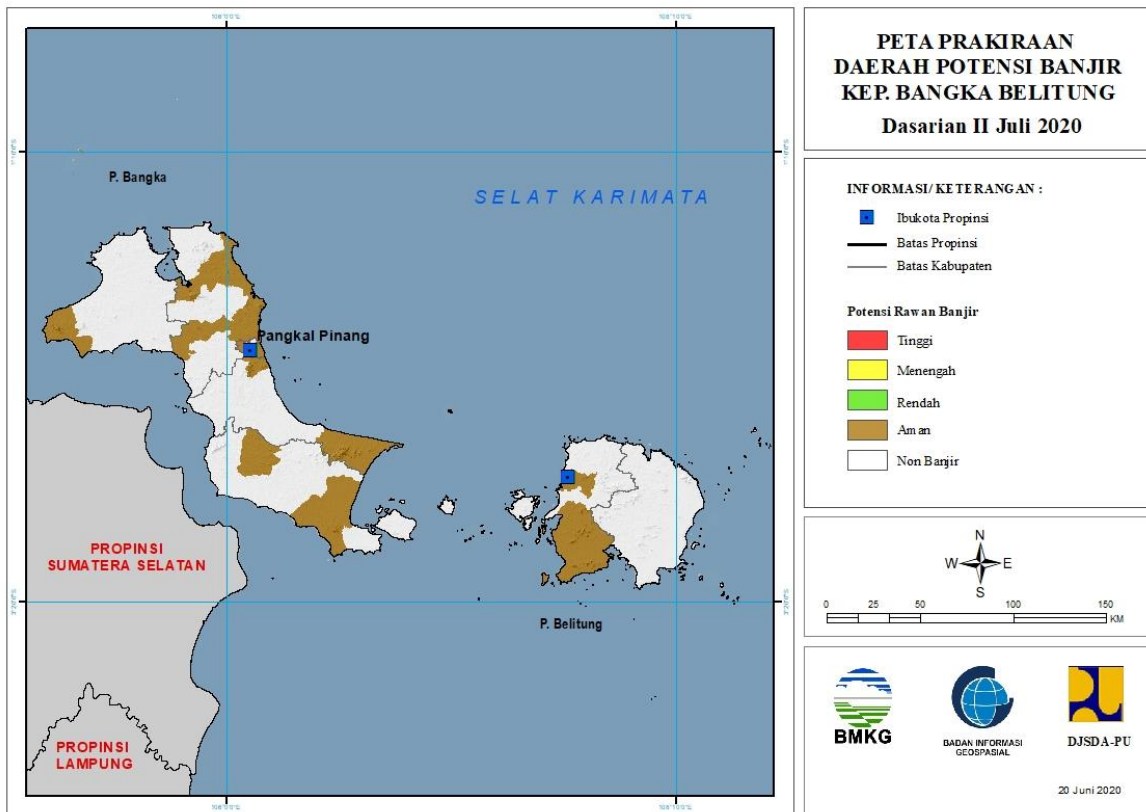 PETA PRAKIRAAN
DAERAH POTENSI BANJIR
KEP. BANGKA BELITUNG
Dasarian II Juli 2020
P. Bangka
SELAT KARIMATA
Pangkal Pinang
PROPINSI
SUMATERA SELATAN
P. Belitung
PROPINSI
LAMPUNG
INFORMASI/ KETERANGAN :
Ibukota Propinsi
Batas Propinsi
Batas Kabupaten
Potensi Rawan Banjir
Tinggi
Menengah
Rendah
Aman
Non Banjir
N
W E
S
0 25 50 100 150
KM
BMKG
BADAN INFORMASI
GEOSPASIAL
DJSDA-PU
20 Juni 2020